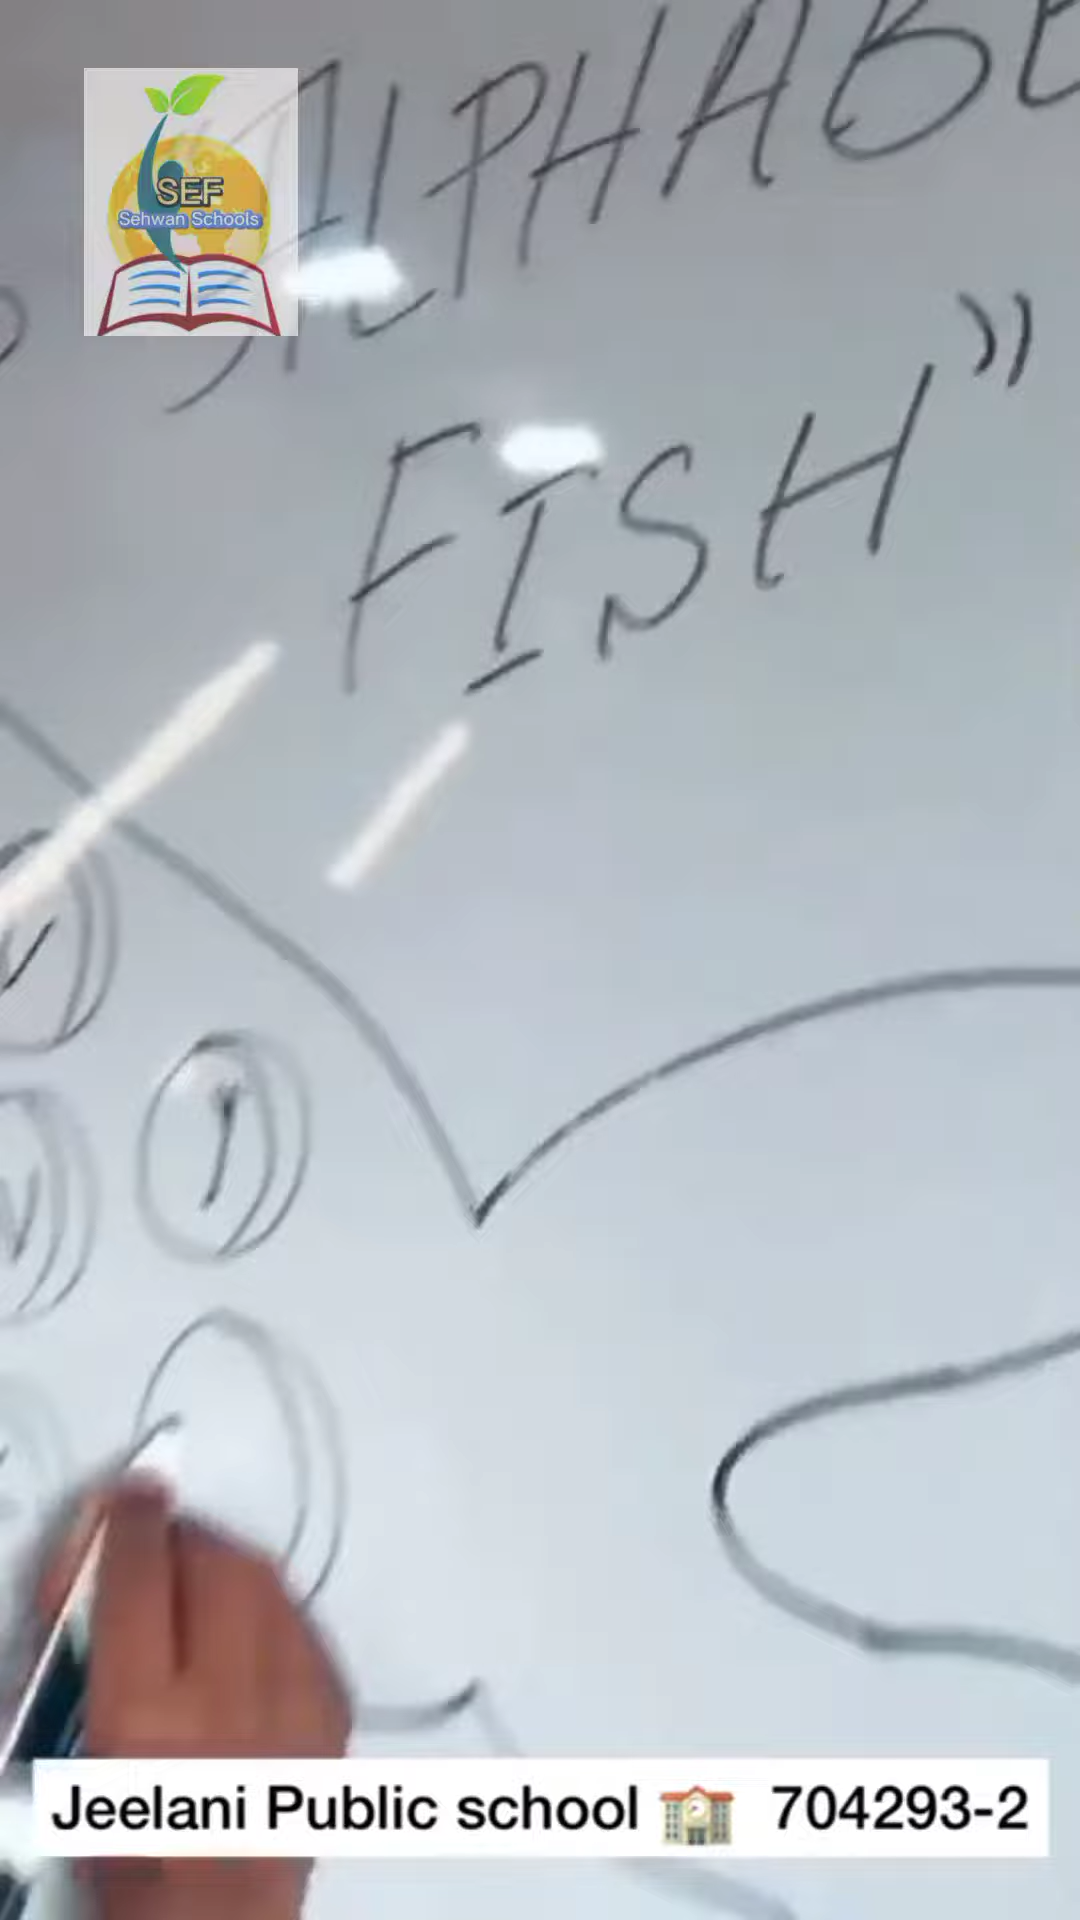 SEF
Sehwan Schools
"ALPHABE
FISH"
Jeelani Public school 🏫 704293-2